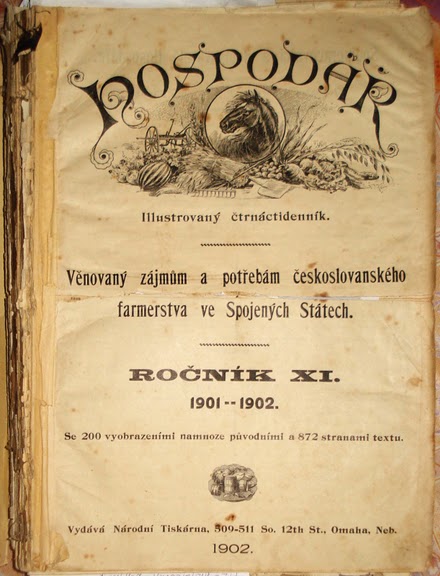 HOSPODÁŘ
Illustrovaný čtrnáctidenník.
Věnovaný zájmům a potřebám českoslovanského
farmerstva ve Spojených Státech.
ROČNÍK XI.
1901--1902.
Se 200 vyobrazeními namnoze původními a 872 stranami textu.
Vydává Národní Tiskárna, 509-511 So. 12th St., Omaha, Neb.
1902.